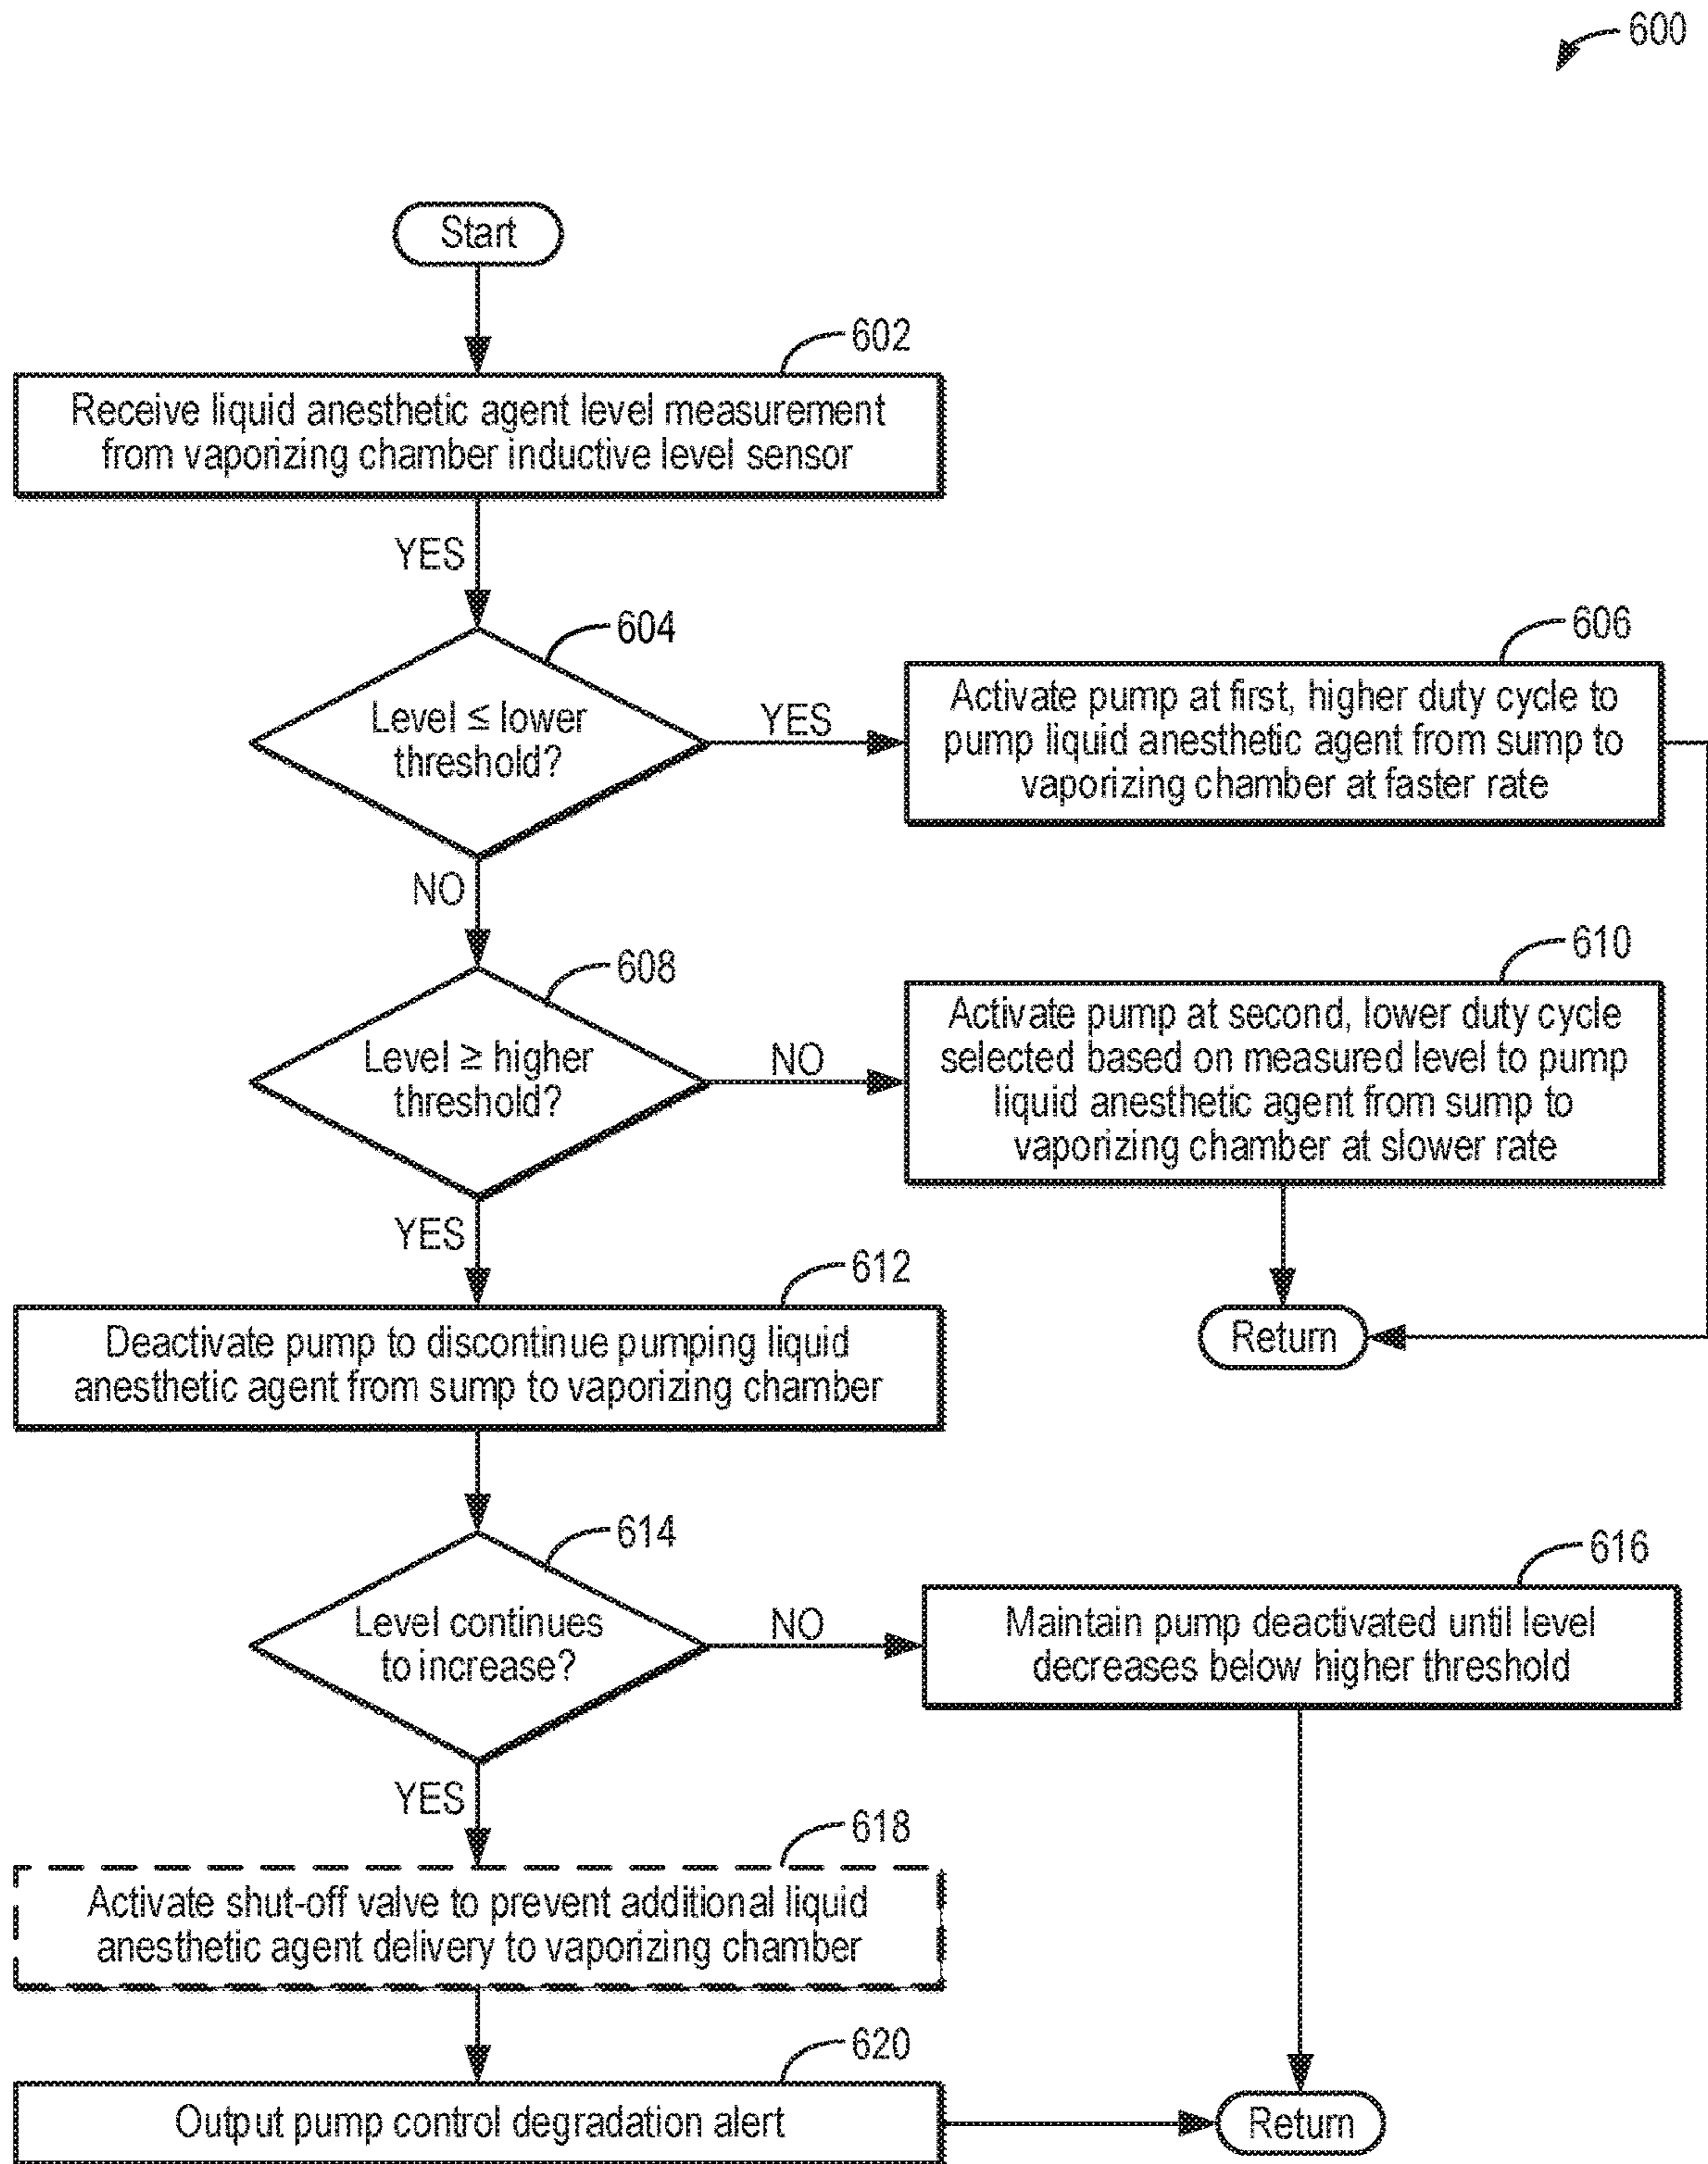 600
Start
602
Receive liquid anesthetic agent level measurement
from vaporizing chamber inductive level sensor
YES
604
Level ≤ lower
threshold?
YES
606
Activate pump at first, higher duty cycle to
pump liquid anesthetic agent from sump to
vaporizing chamber at faster rate
NO
608
Level ≥ higher
threshold?
NO
610
Activate pump at second, lower duty cycle
selected based on measured level to pump
liquid anesthetic agent from sump to
vaporizing chamber at slower rate
Return
YES
612
Deactivate pump to discontinue pumping liquid
anesthetic agent from sump to vaporizing chamber
614
Level continues
to increase?
NO
616
Maintain pump deactivated until level
decreases below higher threshold
YES
618
Activate shut-off valve to prevent additional liquid
anesthetic agent delivery to vaporizing chamber
620
Output pump control degradation alert
Return